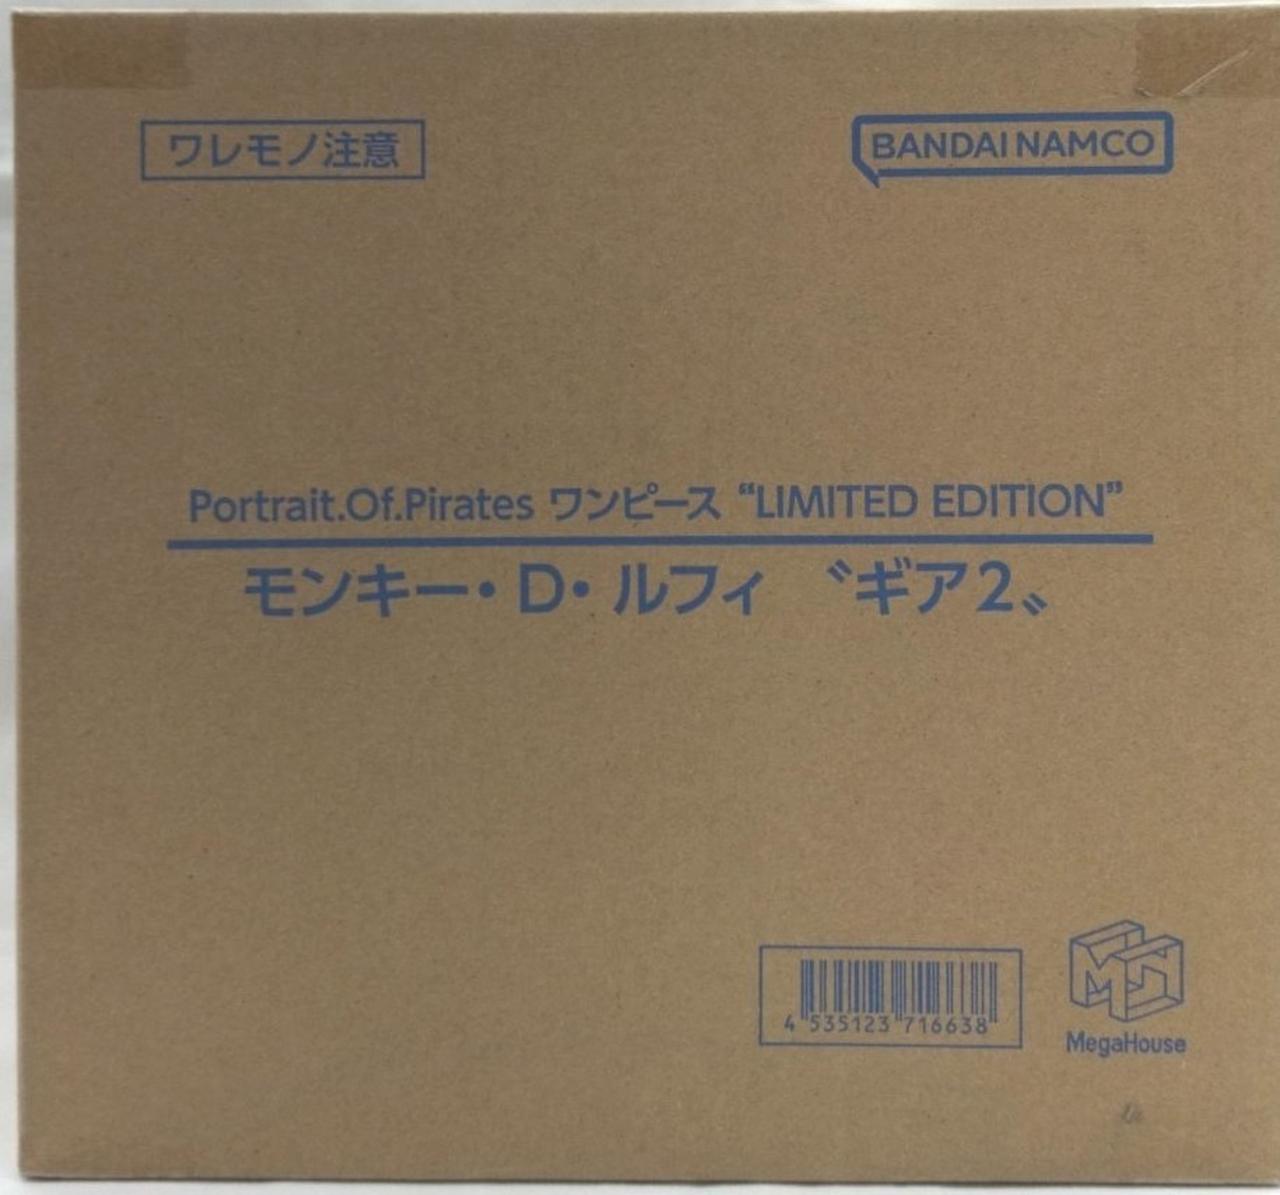 ワレモノ注意
BANDAI NAMCO
Portrait.Of.Pirates ワンピース “LIMITED EDITION”
モンキー・D・ルフィ 〝ギア2〟
4 535123 716638
MegaHouse